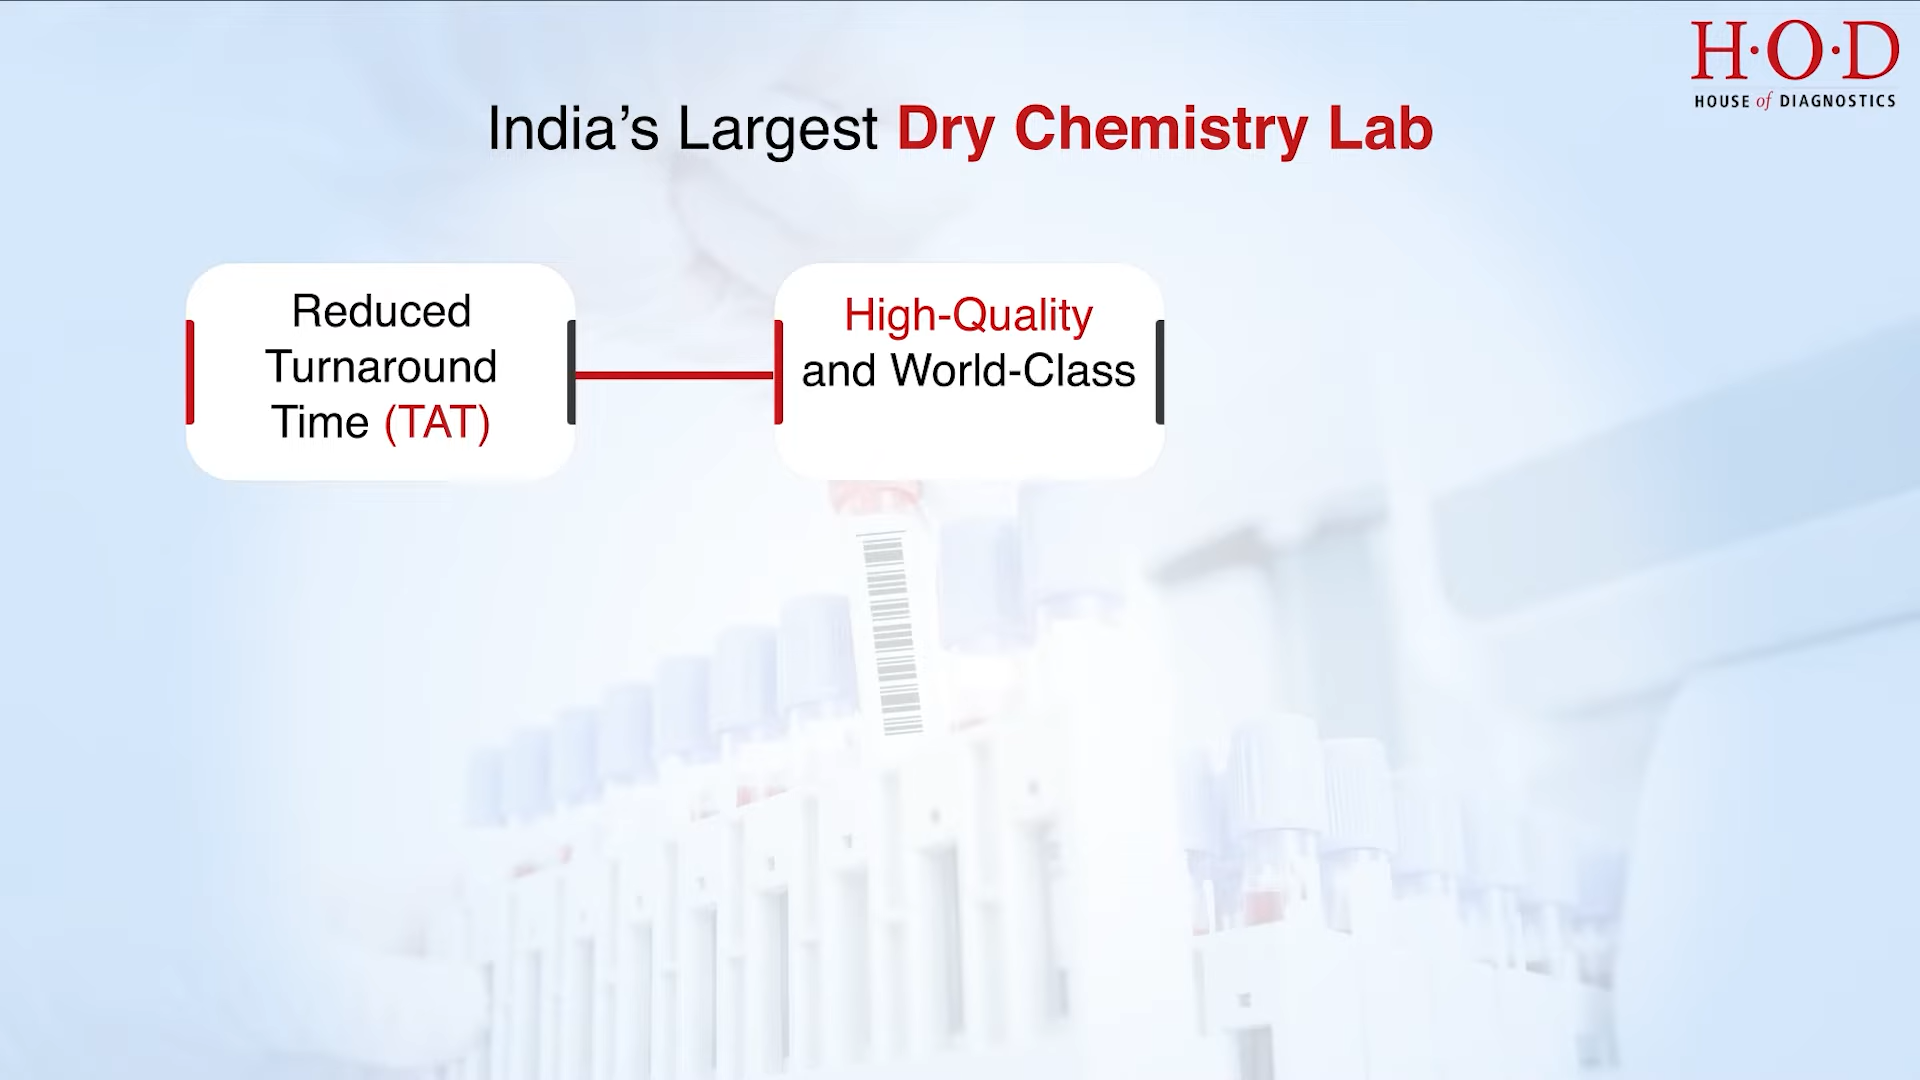 H·O·D
HOUSE of DIAGNOSTICS
India’s Largest Dry Chemistry Lab
Reduced
Turnaround
Time (TAT)
High-Quality
and World-Class